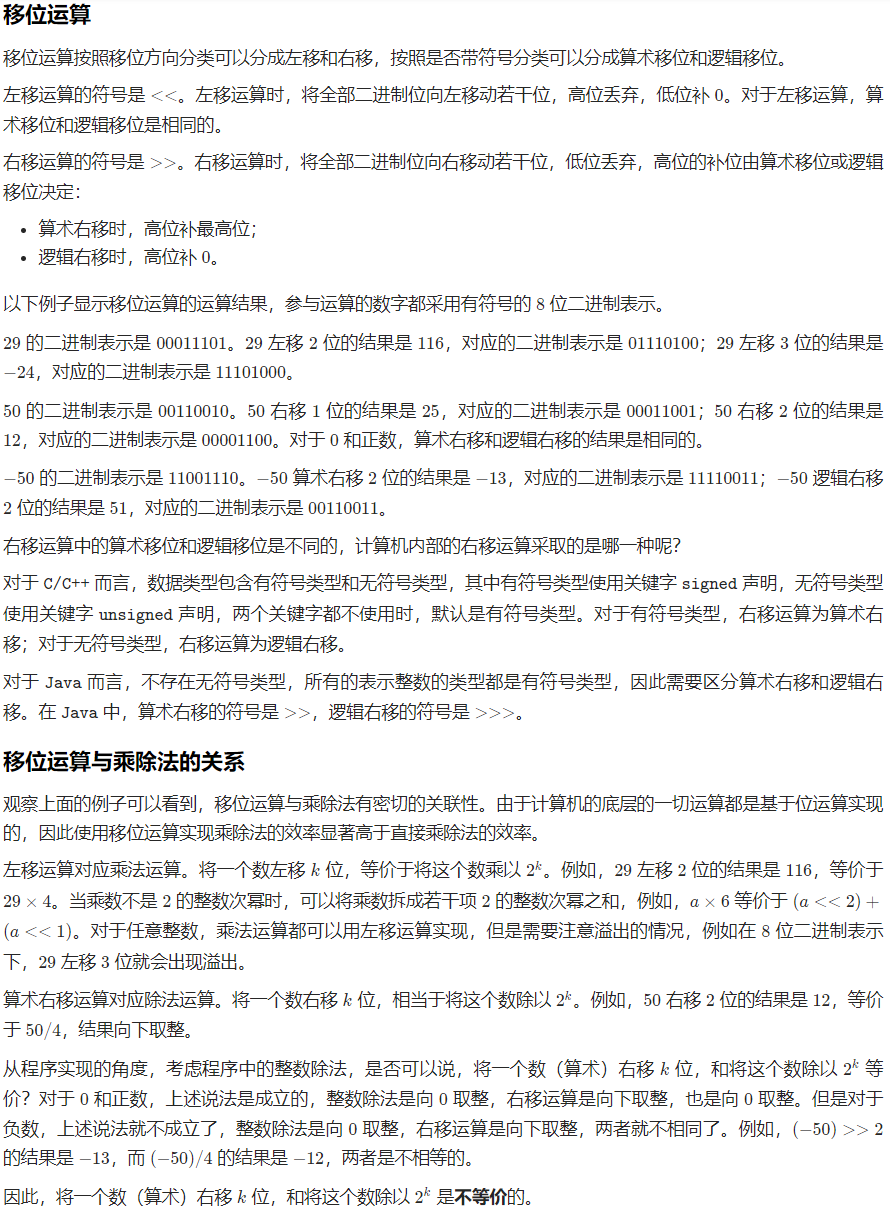 移位运算
移位运算按照移位方向分类可以分成左移和右移，按照是否带符号分类可以分成算术移位和逻辑移位。
左移运算的符号是 <<。左移运算时，将全部二进制位向左移动若干位，高位丢弃，低位补 0。对于左移运算，算
术移位和逻辑移位是相同的。
右移运算的符号是 >>。右移运算时，将全部二进制位向右移动若干位，低位丢弃，高位的补位由算术移位或逻辑
移位决定：
• 算术右移时，高位补最高位；
• 逻辑右移时，高位补 0。
以下例子显示移位运算的运算结果，参与运算的数字都采用有符号的 8 位二进制表示。
29 的二进制表示是 00011101。29 左移 2 位的结果是 116，对应的二进制表示是 01110100；29 左移 3 位的结果是
−24，对应的二进制表示是 11101000。
50 的二进制表示是 00110010。50 右移 1 位的结果是 25，对应的二进制表示是 00011001；50 右移 2 位的结果是
12，对应的二进制表示是 00001100。对于 0 和正数，算术右移和逻辑右移的结果是相同的。
−50 的二进制表示是 11001110。−50 算术右移 2 位的结果是 −13，对应的二进制表示是 11110011；−50 逻辑右移
2 位的结果是 51，对应的二进制表示是 00110011。
右移运算中的算术移位和逻辑移位是不同的，计算机内部的右移运算采取的是哪一种呢？
对于 C/C++ 而言，数据类型包含有符号类型和无符号类型，其中有符号类型使用关键字 signed 声明，无符号类型
使用关键字 unsigned 声明，两个关键字都不使用时，默认是有符号类型。对于有符号类型，右移运算为算术右
移；对于无符号类型，右移运算为逻辑右移。
对于 Java 而言，不存在无符号类型，所有的表示整数的类型都是有符号类型，因此需要区分算术右移和逻辑右
移。在 Java 中，算术右移的符号是 >>，逻辑右移的符号是 >>>。
移位运算与乘除法的关系
观察上面的例子可以看到，移位运算与乘除法有密切的关联性。由于计算机的底层的一切运算都是基于位运算实现
的，因此使用移位运算实现乘除法的效率显著高于直接乘除法的效率。
左移运算对应乘法运算。将一个数左移 k 位，等价于将这个数乘以 2^k。例如，29 左移 2 位的结果是 116，等价于
29 × 4。当乘数不是 2 的整数次幂时，可以将乘数拆成若干项 2 的整数次幂之和，例如，a × 6 等价于 (a << 2) +
(a << 1)。对于任意整数，乘法运算都可以用左移运算实现，但是需要注意溢出的情况，例如在 8 位二进制表示
下，29 左移 3 位就会出现溢出。
算术右移运算对应除法运算。将一个数右移 k 位，相当于将这个数除以 2^k。例如，50 右移 2 位的结果是 12，等价
于 50/4，结果向下取整。
从程序实现的角度，考虑程序中的整数除法，是否可以说，将一个数（算术）右移 k 位，和将这个数除以 2^k 等
价？对于 0 和正数，上述说法是成立的，整数除法是向 0 取整，右移运算是向下取整，也是向 0 取整。但是对于
负数，上述说法就不成立了，整数除法是向 0 取整，右移运算是向下取整，两者就不相同了。例如，(−50) >> 2
的结果是 −13，而 (−50)/4 的结果是 −12，两者是不相等的。
因此，将一个数（算术）右移 k 位，和将这个数除以 2^k 是不等价的。